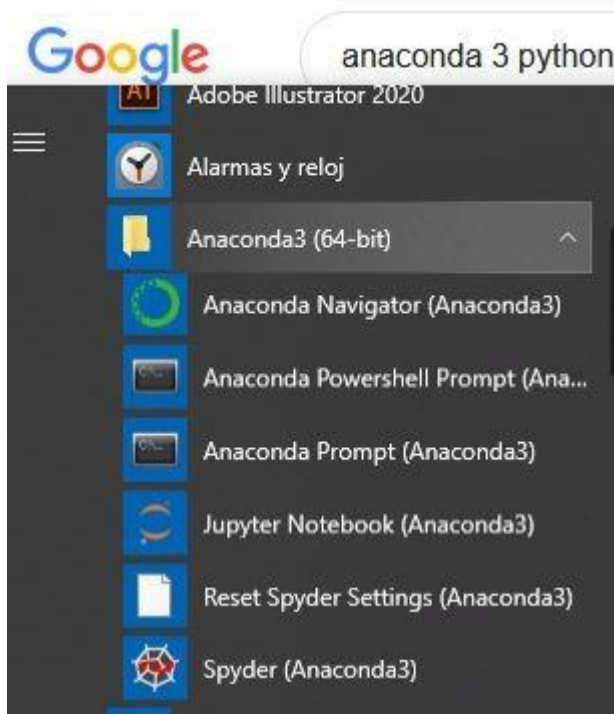 Google
anaconda 3 python
Adobe Illustrator 2020
Alarmas y reloj
Anaconda3 (64-bit)
Anaconda Navigator (Anaconda3)
Anaconda Powershell Prompt (Ana...
Anaconda Prompt (Anaconda3)
Jupyter Notebook (Anaconda3)
Reset Spyder Settings (Anaconda3)
Spyder (Anaconda3)